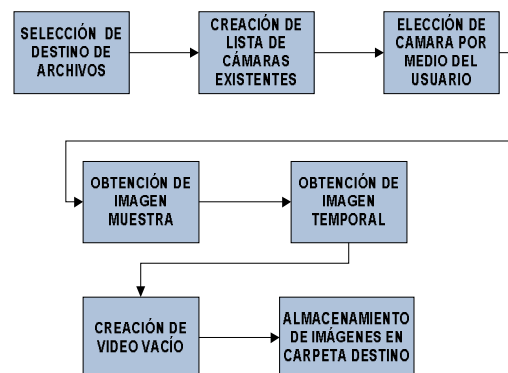 SELECCIÓN DE
DESTINO DE
ARCHIVOS
CREACIÓN DE
LISTA DE
CÁMARAS
EXISTENTES
ELECCIÓN DE
CAMARA POR
MEDIO DEL
USUARIO
OBTENCIÓN DE
IMAGEN
MUESTRA
OBTENCIÓN DE
IMAGEN
TEMPORAL
CREACIÓN DE
VIDEO VACÍO
ALMACENAMIENTO
DE IMÁGENES EN
CARPETA DESTINO